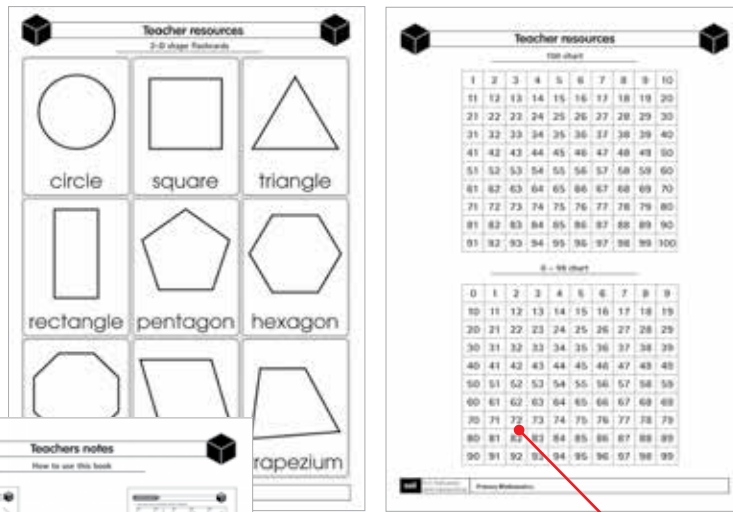 Teacher resources
2-D shape flashcards
circle square triangle
rectangle pentagon hexagon
rapezium
Teachers notes
How to use this book
Teacher resources
100 chart
1 2 3 4 5 6 7 8 9 10
11 12 13 14 15 16 17 18 19 20
21 22 23 24 25 26 27 28 29 30
31 32 33 34 35 36 37 38 39 40
41 42 43 44 45 46 47 48 49 50
51 52 53 54 55 56 57 58 59 60
61 62 63 64 65 66 67 68 69 70
71 72 73 74 75 76 77 78 79 80
81 82 83 84 85 86 87 88 89 90
91 92 93 94 95 96 97 98 99 100
0 – 99 chart
0 1 2 3 4 5 6 7 8 9
10 11 12 13 14 15 16 17 18 19
20 21 22 23 24 25 26 27 28 29
30 31 32 33 34 35 36 37 38 39
40 41 42 43 44 45 46 47 48 49
50 51 52 53 54 55 56 57 58 59
60 61 62 63 64 65 66 67 68 69
70 71 72 73 74 75 76 77 78 79
80 81 82 83 84 85 86 87 88 89
90 91 92 93 94 95 96 97 98 99
Primary Mathematics